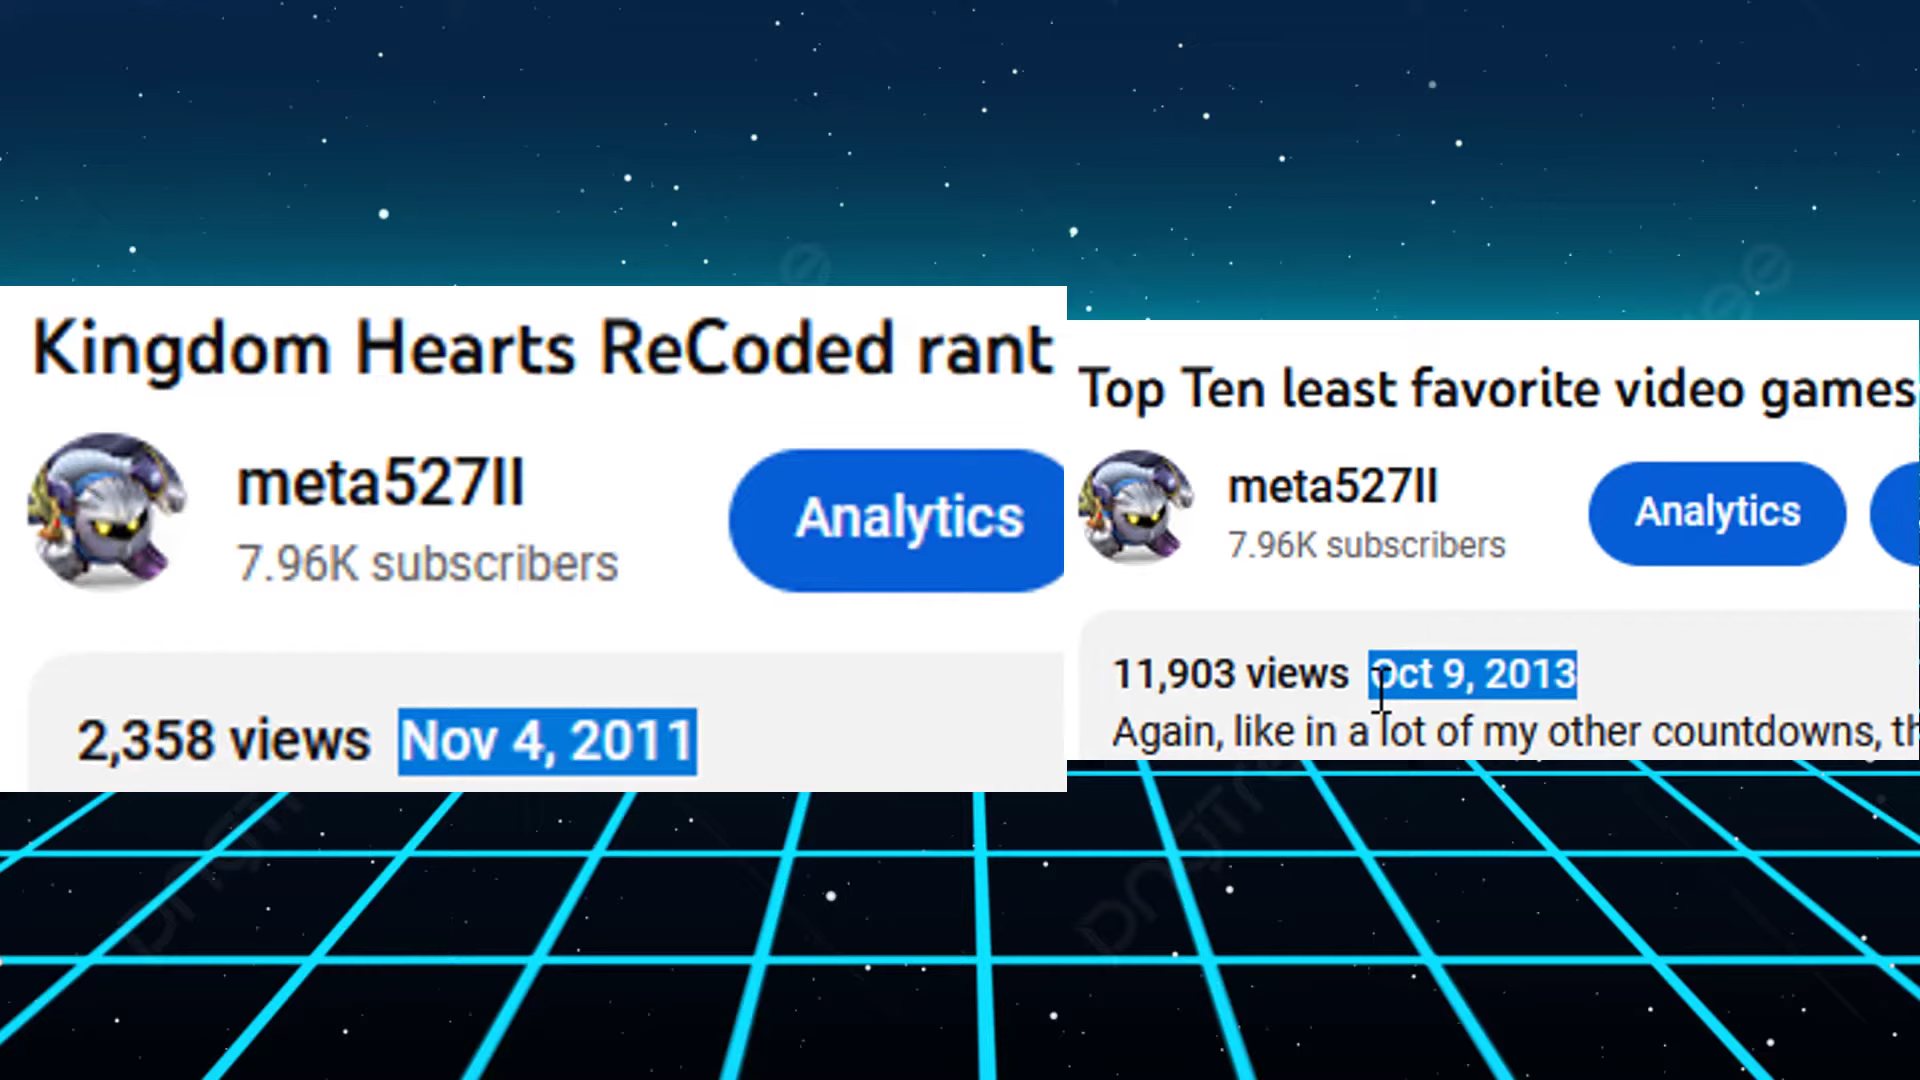 Kingdom Hearts ReCoded rant
meta527II
7.96K subscribers
Analytics
2,358 views Nov 4, 2011
Top Ten least favorite video games
meta527II
7.96K subscribers
Analytics
11,903 views Oct 9, 2013
Again, like in a lot of my other countdowns, th
pngtree